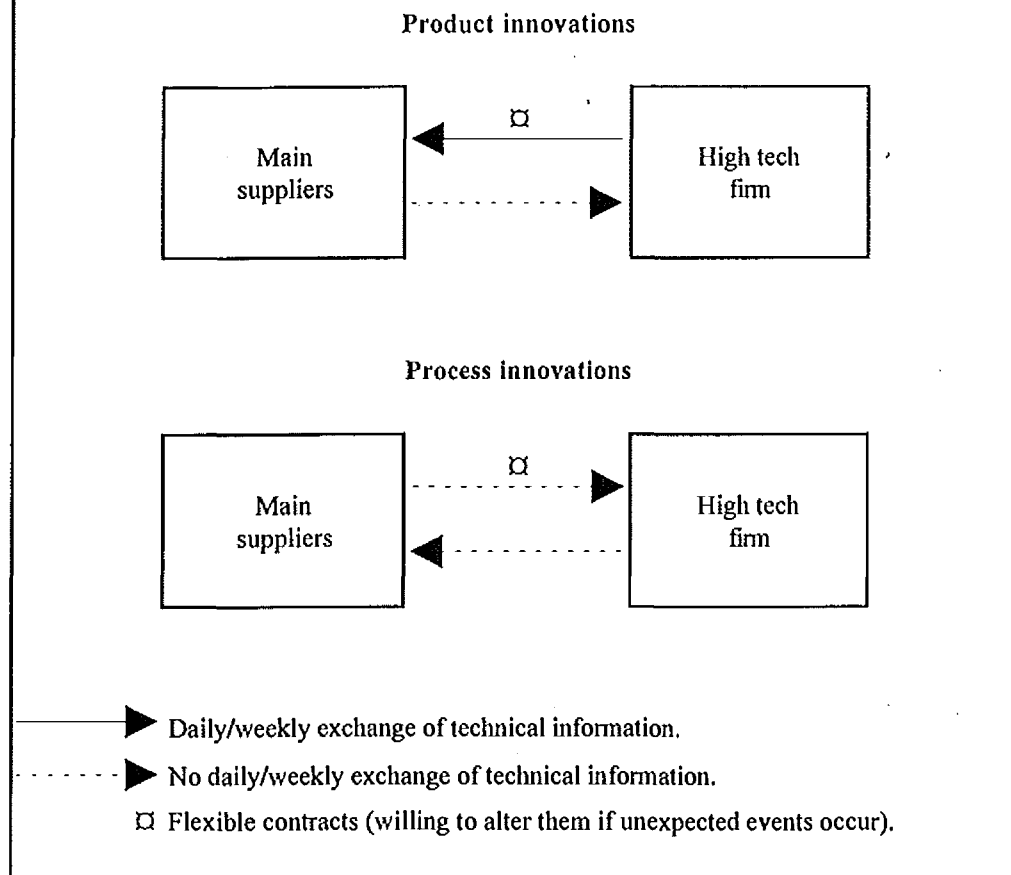 Product innovations
¤
Main
suppliers
High tech
firm
Process innovations
¤
Main
suppliers
High tech
firm
Daily/weekly exchange of technical information.
No daily/weekly exchange of technical information.
¤ Flexible contracts (willing to alter them if unexpected events occur).